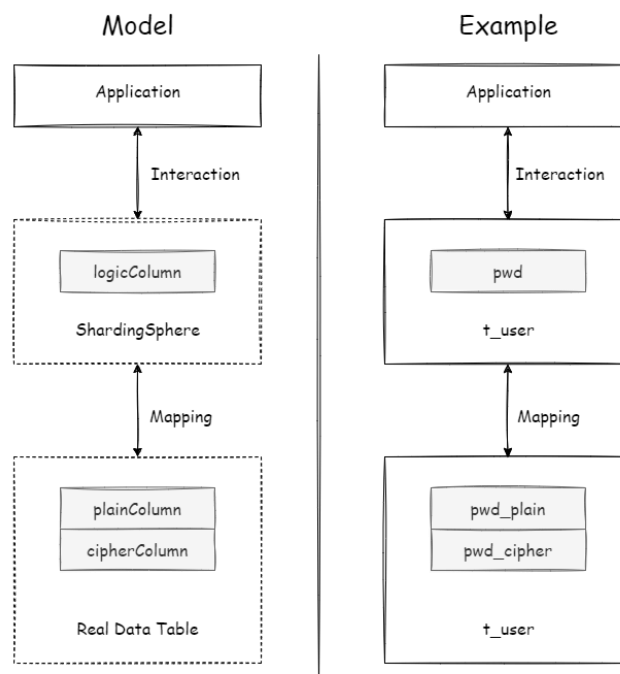 Model
Application
Interaction
logicColumn
ShardingSphere
Mapping
plainColumn
cipherColumn
Real Data Table
Example
Application
Interaction
pwd
t_user
Mapping
pwd_plain
pwd_cipher
t_user